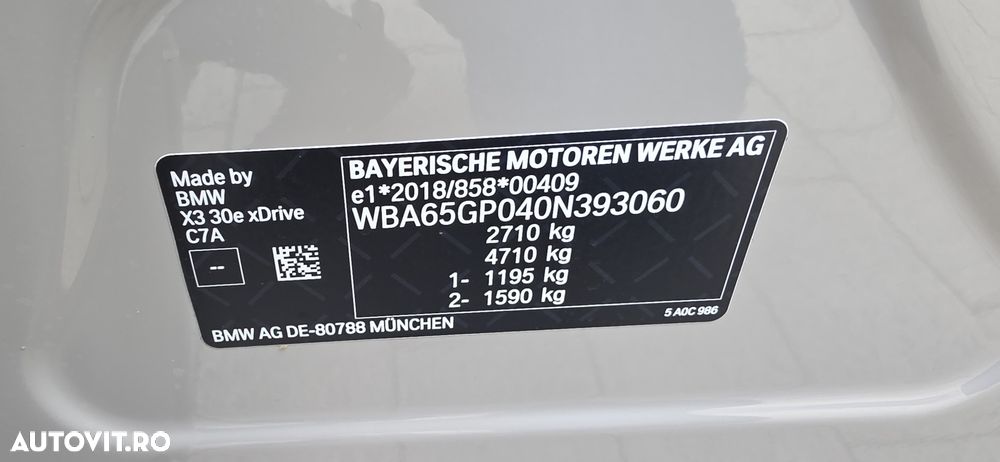 Made by
BMW
X3 30e xDrive
C7A
--
BMW AG DE-80788 MÜNCHEN
BAYERISCHE MOTOREN WERKE AG
e1*2018/858*00409
WBA65GP040N393060
2710 kg
4710 kg
1- 1195 kg
2- 1590 kg
5 A0C 986
AUTOVIT.RO